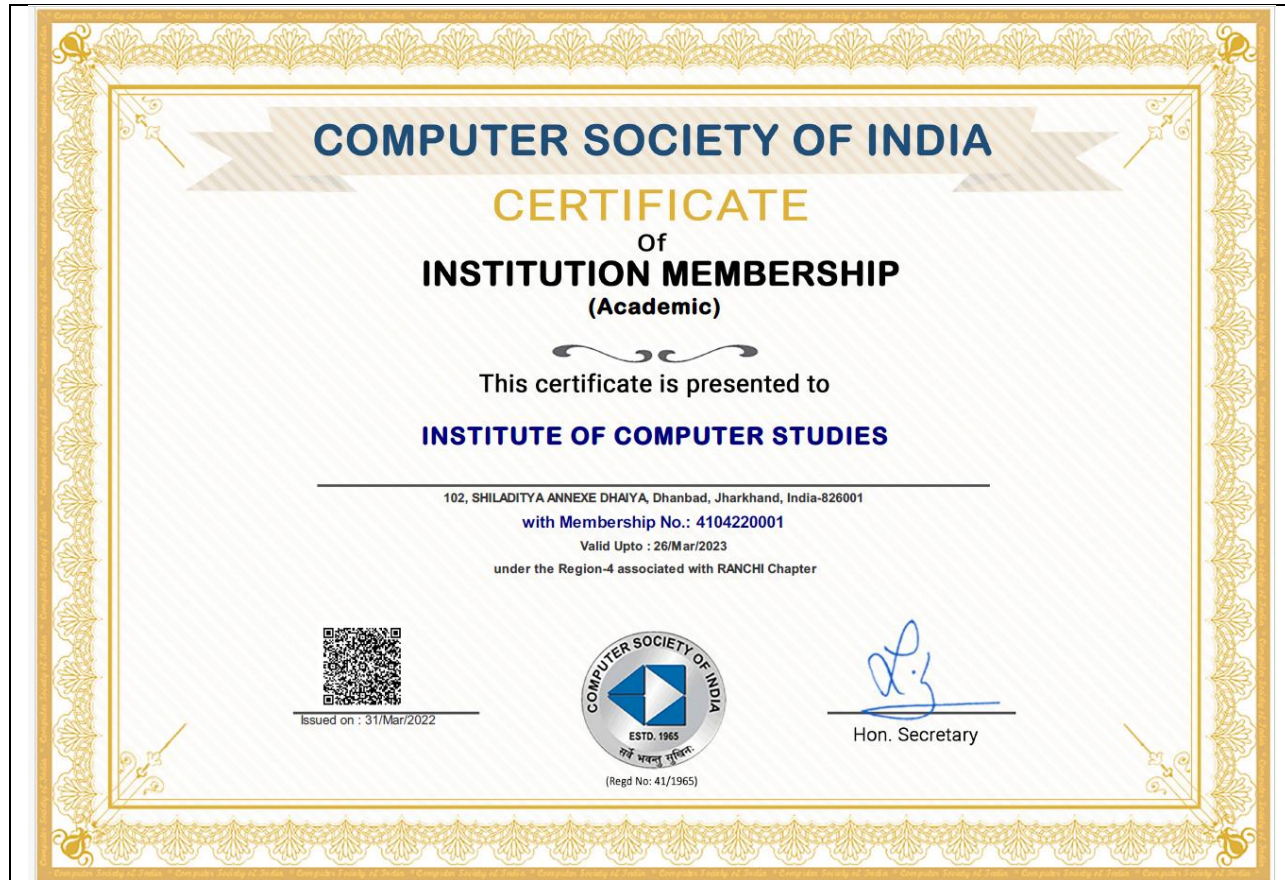 COMPUTER SOCIETY OF INDIA
CERTIFICATE
Of
INSTITUTION MEMBERSHIP
(Academic)
This certificate is presented to
INSTITUTE OF COMPUTER STUDIES
102, SHILADITYA ANNEXE DHAIYA, Dhanbad, Jharkhand, India-826001
with Membership No.: 4104220001
Valid Upto : 26/Mar/2023
under the Region-4 associated with RANCHI Chapter
Issued on : 31/Mar/2022
COMPUTER SOCIETY OF INDIA
ESTD. 1965
सर्वे भवन्तु सुखिनः
(Regd No: 41/1965)
Hon. Secretary